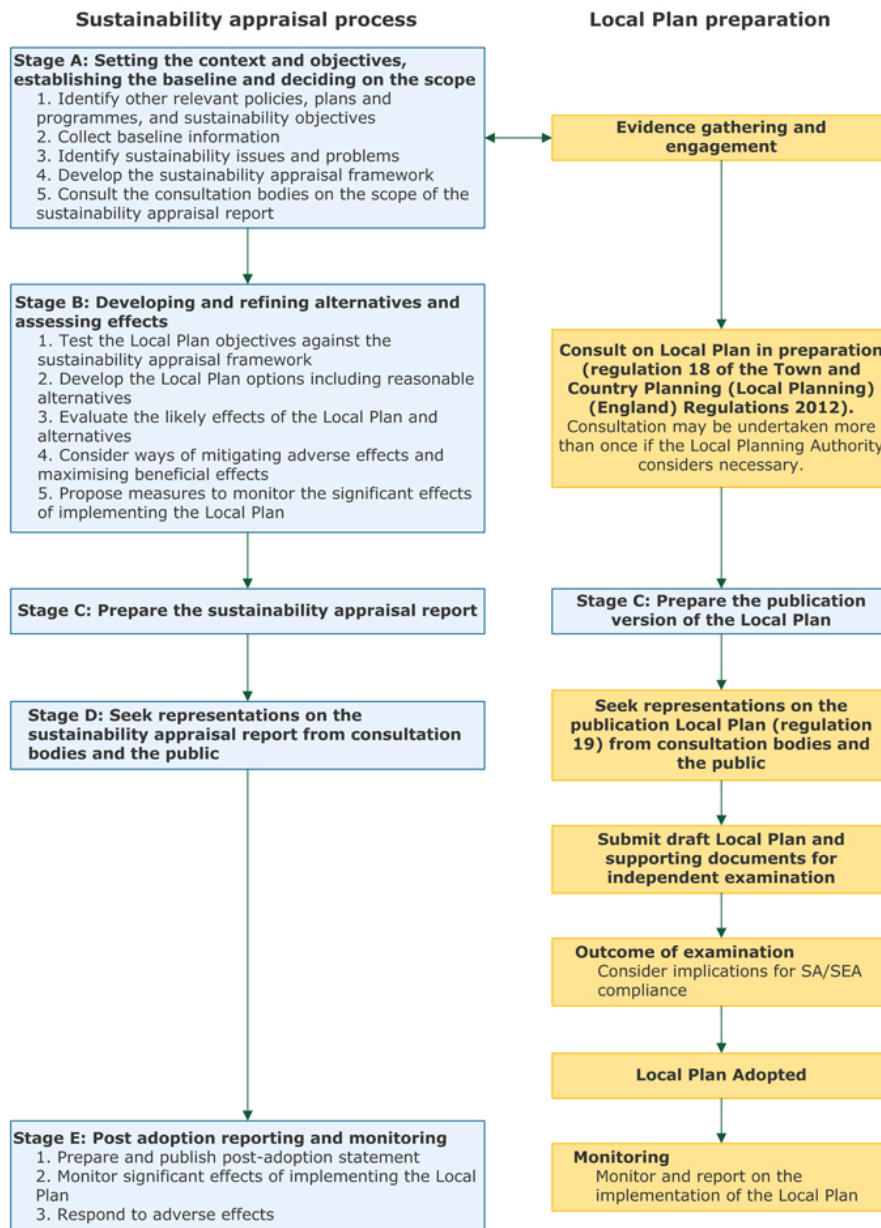 Sustainability appraisal process
Local Plan preparation
Stage A: Setting the context and objectives,
establishing the baseline and deciding on the scope
1. Identify other relevant policies, plans and
programmes, and sustainability objectives
2. Collect baseline information
3. Identify sustainability issues and problems
4. Develop the sustainability appraisal framework
5. Consult the consultation bodies on the scope of the
sustainability appraisal report
Evidence gathering and
engagement
Stage B: Developing and refining alternatives and
assessing effects
1. Test the Local Plan objectives against the
sustainability appraisal framework
2. Develop the Local Plan options including reasonable
alternatives
3. Evaluate the likely effects of the Local Plan and
alternatives
4. Consider ways of mitigating adverse effects and
maximising beneficial effects
5. Propose measures to monitor the significant effects
of implementing the Local Plan
Consult on Local Plan in preparation
(regulation 18 of the Town and
Country Planning (Local Planning)
(England) Regulations 2012).
Consultation may be undertaken more
than once if the Local Planning Authority
considers necessary.
Stage C: Prepare the sustainability appraisal report
Stage C: Prepare the publication
version of the Local Plan
Stage D: Seek representations on the
sustainability appraisal report from consultation
bodies and the public
Seek representations on the
publication Local Plan (regulation
19) from consultation bodies and
the public
Submit draft Local Plan and
supporting documents for
independent examination
Outcome of examination
Consider implications for SA/SEA
compliance
Local Plan Adopted
Stage E: Post adoption reporting and monitoring
1. Prepare and publish post-adoption statement
2. Monitor significant effects of implementing the Local
Plan
3. Respond to adverse effects
Monitoring
Monitor and report on the
implementation of the Local Plan